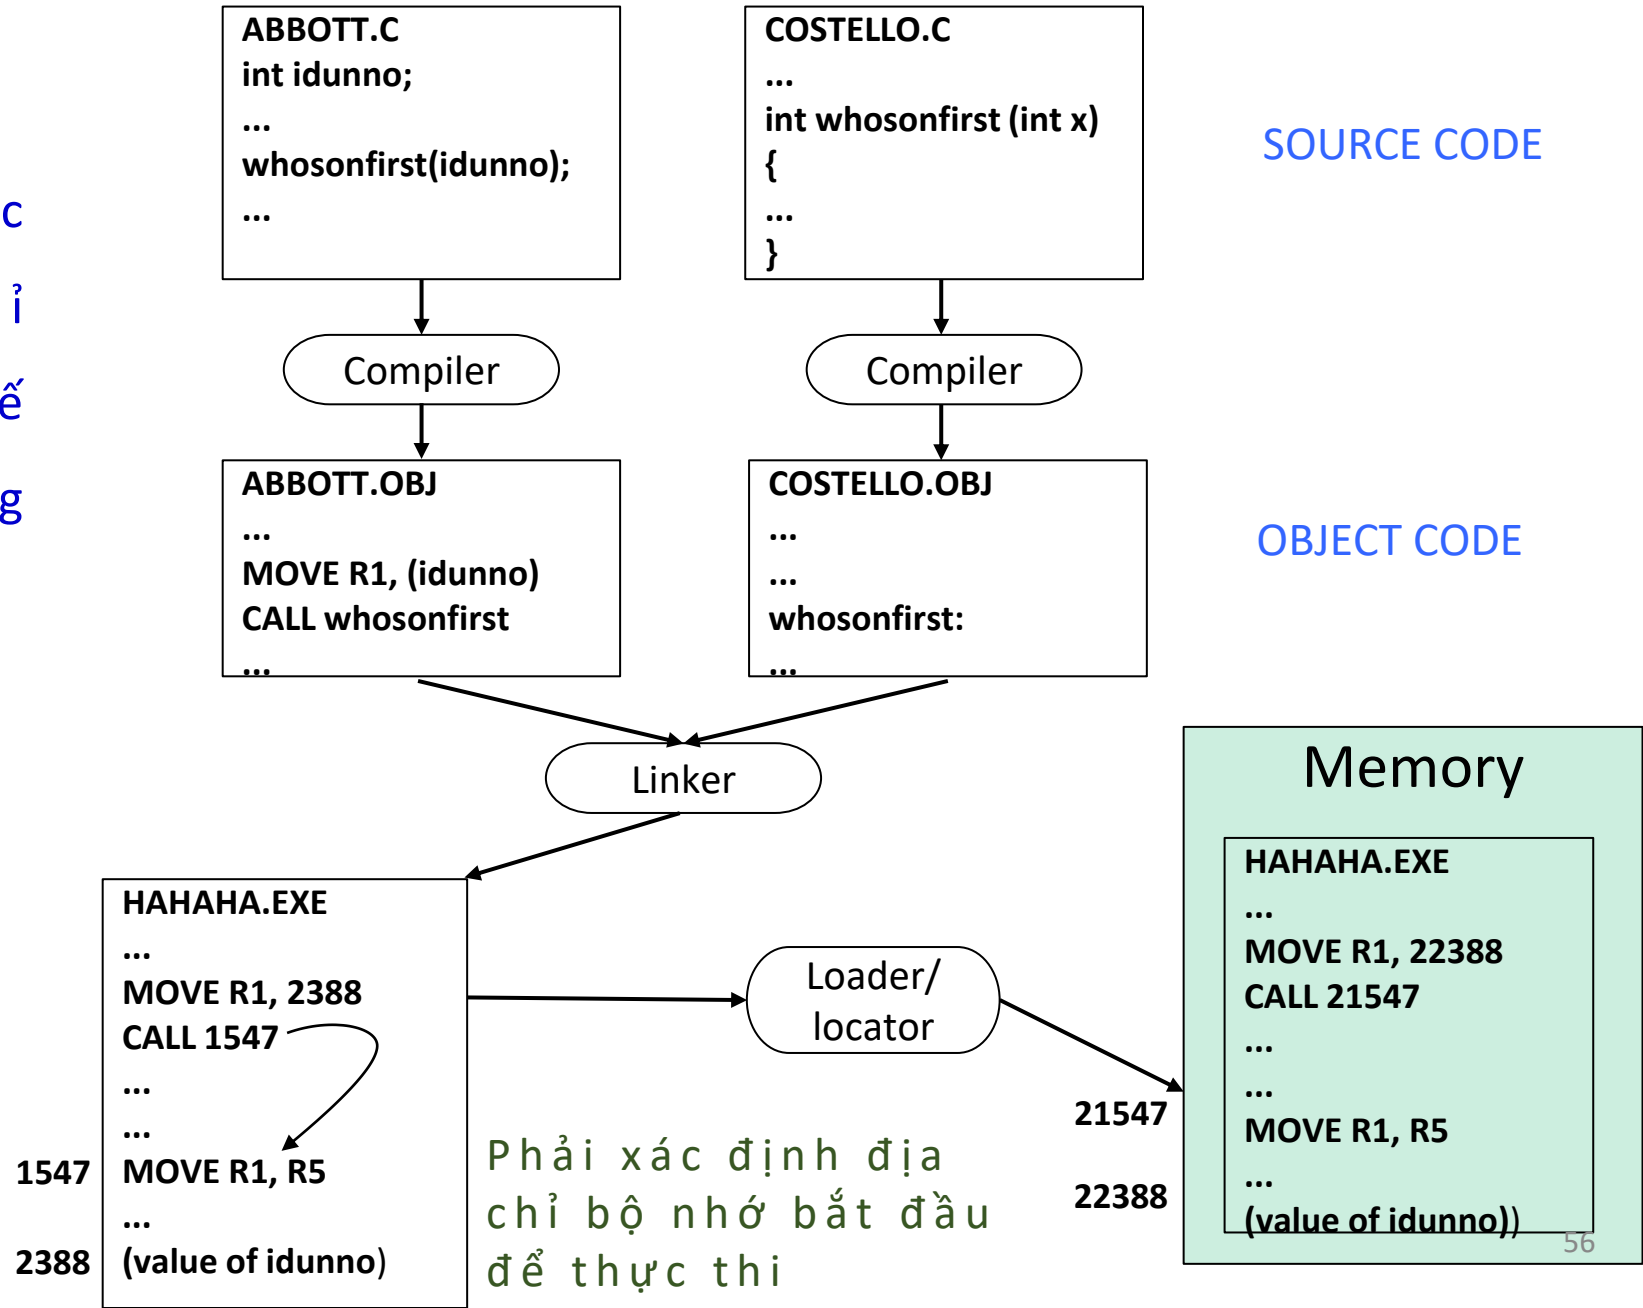 ABBOTT.C
int idunno;
...
whosonfirst(idunno);
...
COSTELLO.C
...
int whosonfirst (int x)
{
...
}
SOURCE CODE
c
ỉ
ế
g
Compiler
Compiler
ABBOTT.OBJ
...
MOVE R1, (idunno)
CALL whosonfirst
...
COSTELLO.OBJ
...
...
whosonfirst:
...
OBJECT CODE
Linker
HAHAHA.EXE
...
MOVE R1, 2388
CALL 1547
...
...
1547 MOVE R1, R5
...
2388 (value of idunno)
Loader/
locator
Phải xác định địa
chỉ bộ nhớ bắt đầu
để thực thi
Memory
HAHAHA.EXE
...
MOVE R1, 22388
CALL 21547
...
...
21547 MOVE R1, R5
...
22388 (value of idunno))
56